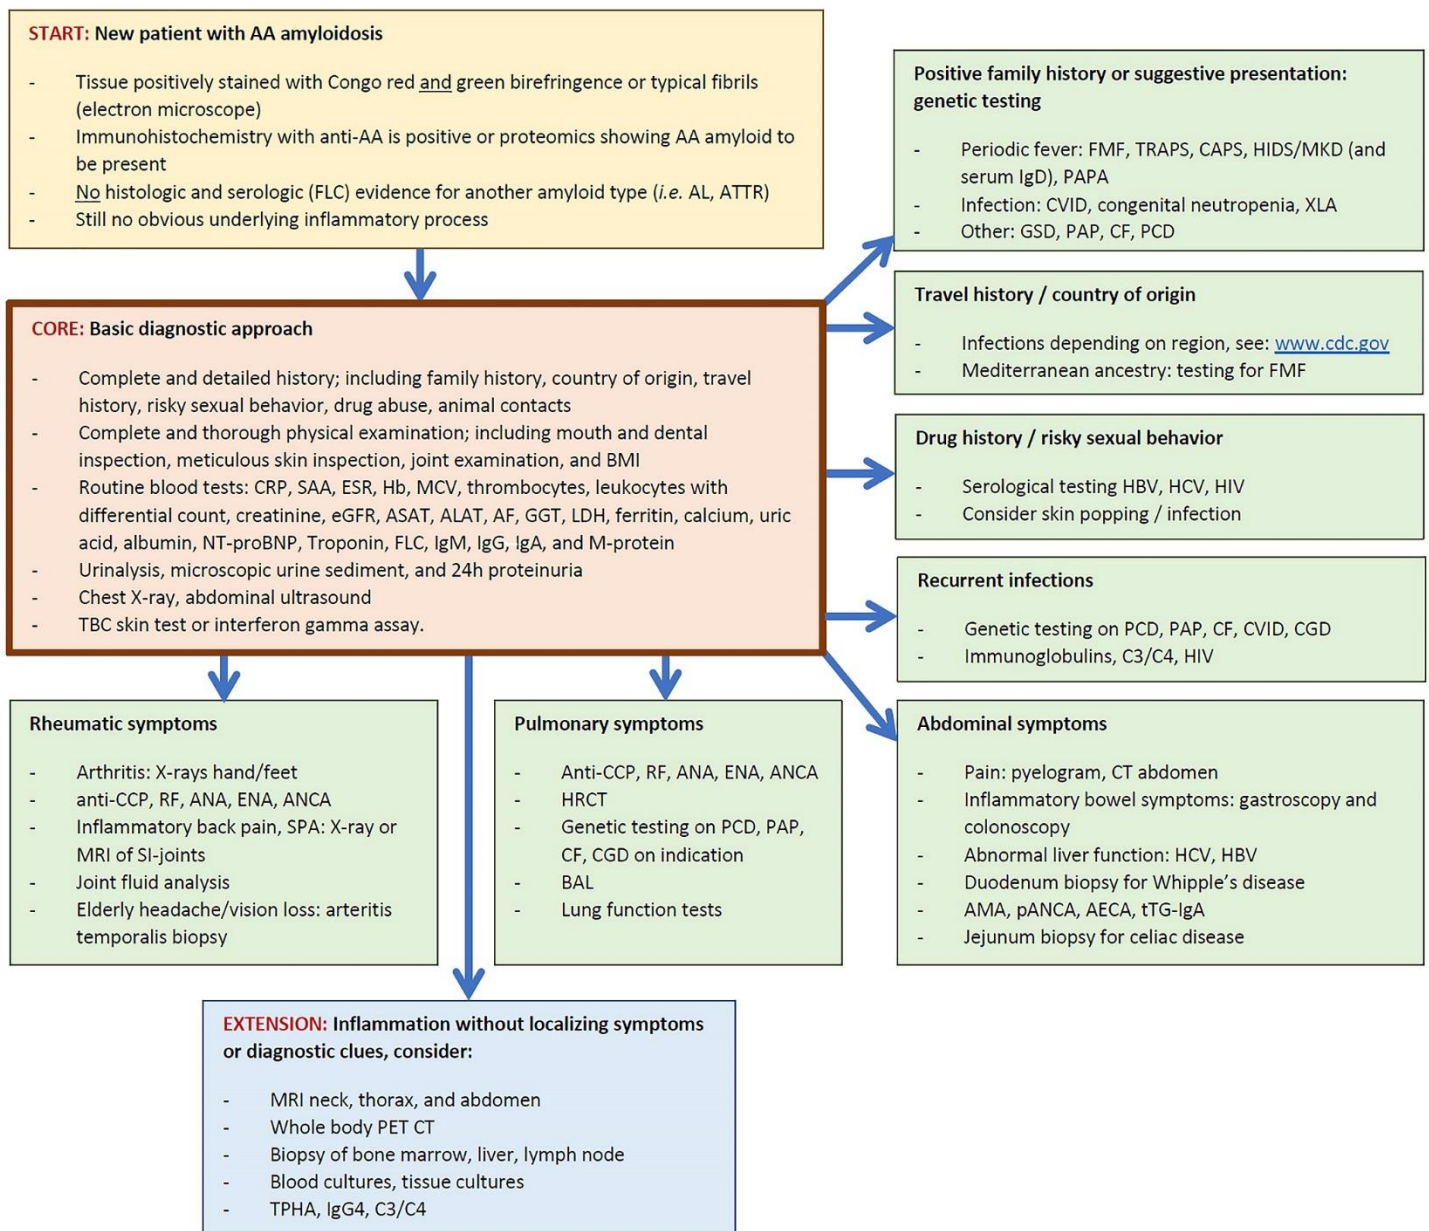 START: New patient with AA amyloidosis
- Tissue positively stained with Congo red and green birefringence or typical fibrils
(electron microscope)
- Immunohistochemistry with anti-AA is positive or proteomics showing AA amyloid to
be present
- No histologic and serologic (FLC) evidence for another amyloid type (i.e. AL, ATTR)
- Still no obvious underlying inflammatory process
CORE: Basic diagnostic approach
- Complete and detailed history; including family history, country of origin, travel
history, risky sexual behavior, drug abuse, animal contacts
- Complete and thorough physical examination; including mouth and dental
inspection, meticulous skin inspection, joint examination, and BMI
- Routine blood tests: CRP, SAA, ESR, Hb, MCV, thrombocytes, leukocytes with
differential count, creatinine, eGFR, ASAT, ALAT, AF, GGT, LDH, ferritin, calcium, uric
acid, albumin, NT-proBNP, Troponin, FLC, IgM, IgG, IgA, and M-protein
- Urinalysis, microscopic urine sediment, and 24h proteinuria
- Chest X-ray, abdominal ultrasound
- TBC skin test or interferon gamma assay.
Positive family history or suggestive presentation:
genetic testing
- Periodic fever: FMF, TRAPS, CAPS, HIDS/MKD (and
serum IgD), PAPA
- Infection: CVID, congenital neutropenia, XLA
- Other: GSD, PAP, CF, PCD
Travel history / country of origin
- Infections depending on region, see: www.cdc.gov
- Mediterranean ancestry: testing for FMF
Drug history / risky sexual behavior
- Serological testing HBV, HCV, HIV
- Consider skin popping / infection
Recurrent infections
- Genetic testing on PCD, PAP, CF, CVID, CGD
- Immunoglobulins, C3/C4, HIV
Rheumatic symptoms
- Arthritis: X-rays hand/feet
- anti-CCP, RF, ANA, ENA, ANCA
- Inflammatory back pain, SPA: X-ray or
MRI of SI-joints
- Joint fluid analysis
- Elderly headache/vision loss: arteritis
temporalis biopsy
Pulmonary symptoms
- Anti-CCP, RF, ANA, ENA, ANCA
- HRCT
- Genetic testing on PCD, PAP,
CF, CGD on indication
- BAL
- Lung function tests
Abdominal symptoms
- Pain: pyelogram, CT abdomen
- Inflammatory bowel symptoms: gastroscopy and
colonoscopy
- Abnormal liver function: HCV, HBV
- Duodenum biopsy for Whipple's disease
- AMA, pANCA, AECA, tTG-IgA
- Jejunum biopsy for celiac disease
EXTENSION: Inflammation without localizing symptoms
or diagnostic clues, consider:
- MRI neck, thorax, and abdomen
- Whole body PET CT
- Biopsy of bone marrow, liver, lymph node
- Blood cultures, tissue cultures
- TPHA, IgG4, C3/C4